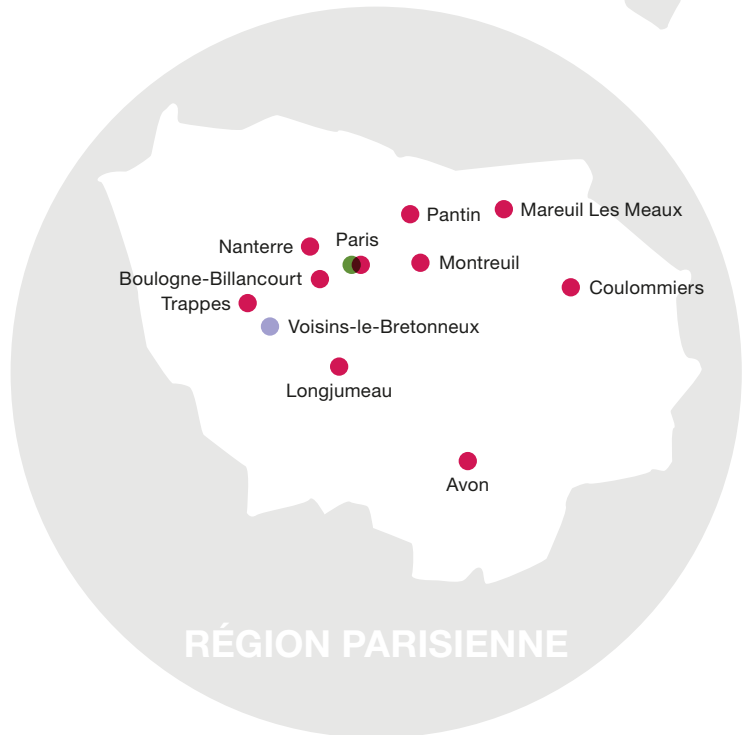 Mareuil Les Meaux
Pantin
Paris
Nanterre
Montreuil
Boulogne-Billancourt
Coulommiers
Trappes
Voisins-le-Bretonneux
Longjumeau
Avon
RÉGION PARISIENNE